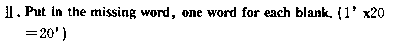 Ⅱ. Put in the missing word, one word for each blank. (1' x20
=20')